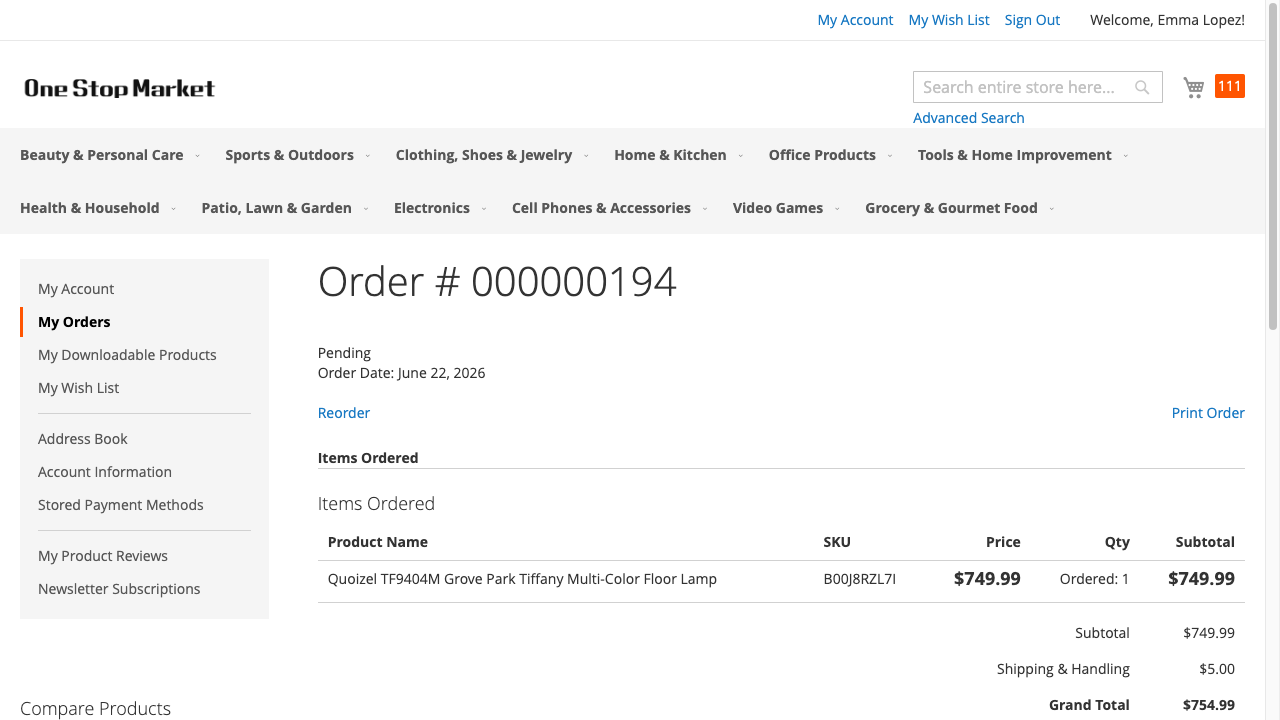 My Account My Wish List Sign Out Welcome, Emma Lopez!
One Stop Market
Search entire store here... 111
Advanced Search
Beauty & Personal Care Sports & Outdoors Clothing, Shoes & Jewelry Home & Kitchen Office Products Tools & Home Improvement
Health & Household Patio, Lawn & Garden Electronics Cell Phones & Accessories Video Games Grocery & Gourmet Food
My Account
My Orders
My Downloadable Products
My Wish List
Address Book
Account Information
Stored Payment Methods
My Product Reviews
Newsletter Subscriptions
Compare Products
Order # 000000194
Pending
Order Date: June 22, 2026
Reorder Print Order
Items Ordered
Items Ordered
Product Name SKU Price Qty Subtotal
Quoizel TF9404M Grove Park Tiffany Multi-Color Floor Lamp B00J8RZL7I $749.99 Ordered: 1 $749.99
Subtotal $749.99
Shipping & Handling $5.00
Grand Total $754.99